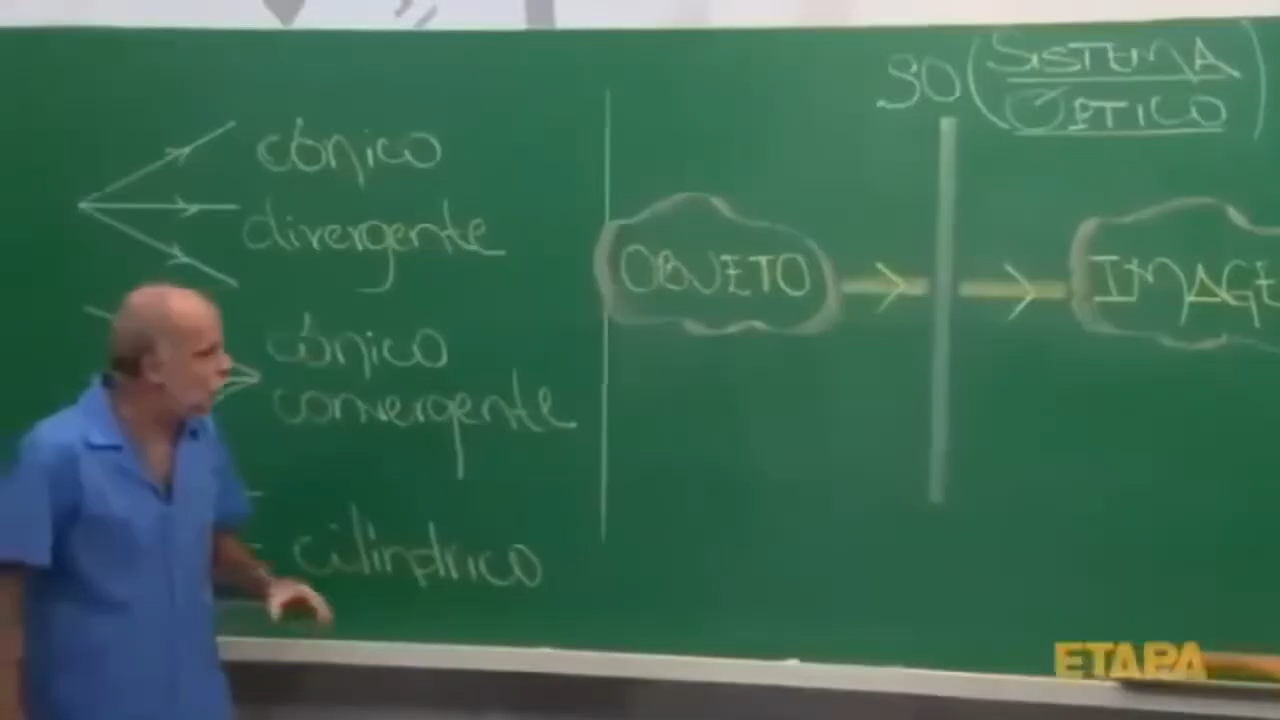 cônico
divergente
cônico
convergente
cilíndrico
SO (SISTEMA
ÓPTICO)
OBJETO
IMAGE
ETAPA